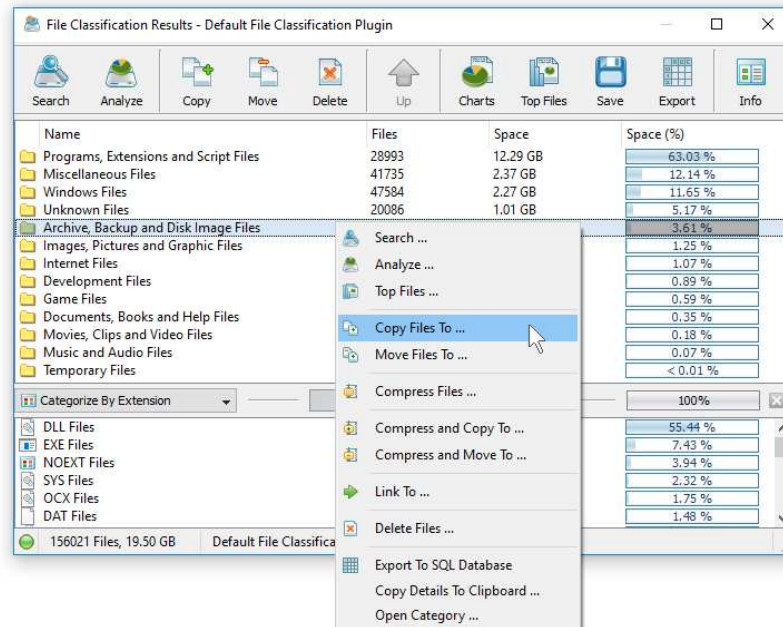 File Classification Results - Default File Classification Plugin
Search Analyze Copy Move Delete Up Charts Top Files Save Export Info
Name Files Space Space (%)
Programs, Extensions and Script Files 28993 12.29 GB 63.03 %
Miscellaneous Files 41735 2.37 GB 12.14 %
Windows Files 47584 2.27 GB 11.65 %
Unknown Files 20086 1.01 GB 5.17 %
Archive, Backup and Disk Image Files 3.61 %
Images, Pictures and Graphic Files 1.25 %
Internet Files 1.07 %
Development Files 0.89 %
Game Files 0.59 %
Documents, Books and Help Files 0.35 %
Movies, Clips and Video Files 0.18 %
Music and Audio Files 0.07 %
Temporary Files < 0.01 %
Search ...
Analyze ...
Top Files ...
Copy Files To ...
Move Files To ...
Compress Files ...
Compress and Copy To ...
Compress and Move To ...
Link To ...
Delete Files ...
Export To SQL Database
Copy Details To Clipboard ...
Open Category ...
Categorize By Extension 100%
DLL Files 55.44 %
EXE Files 7.43 %
NOEXT Files 3.94 %
SYS Files 2.32 %
OCX Files 1.75 %
DAT Files 1.48 %
156021 Files, 19.50 GB Default File Classifica